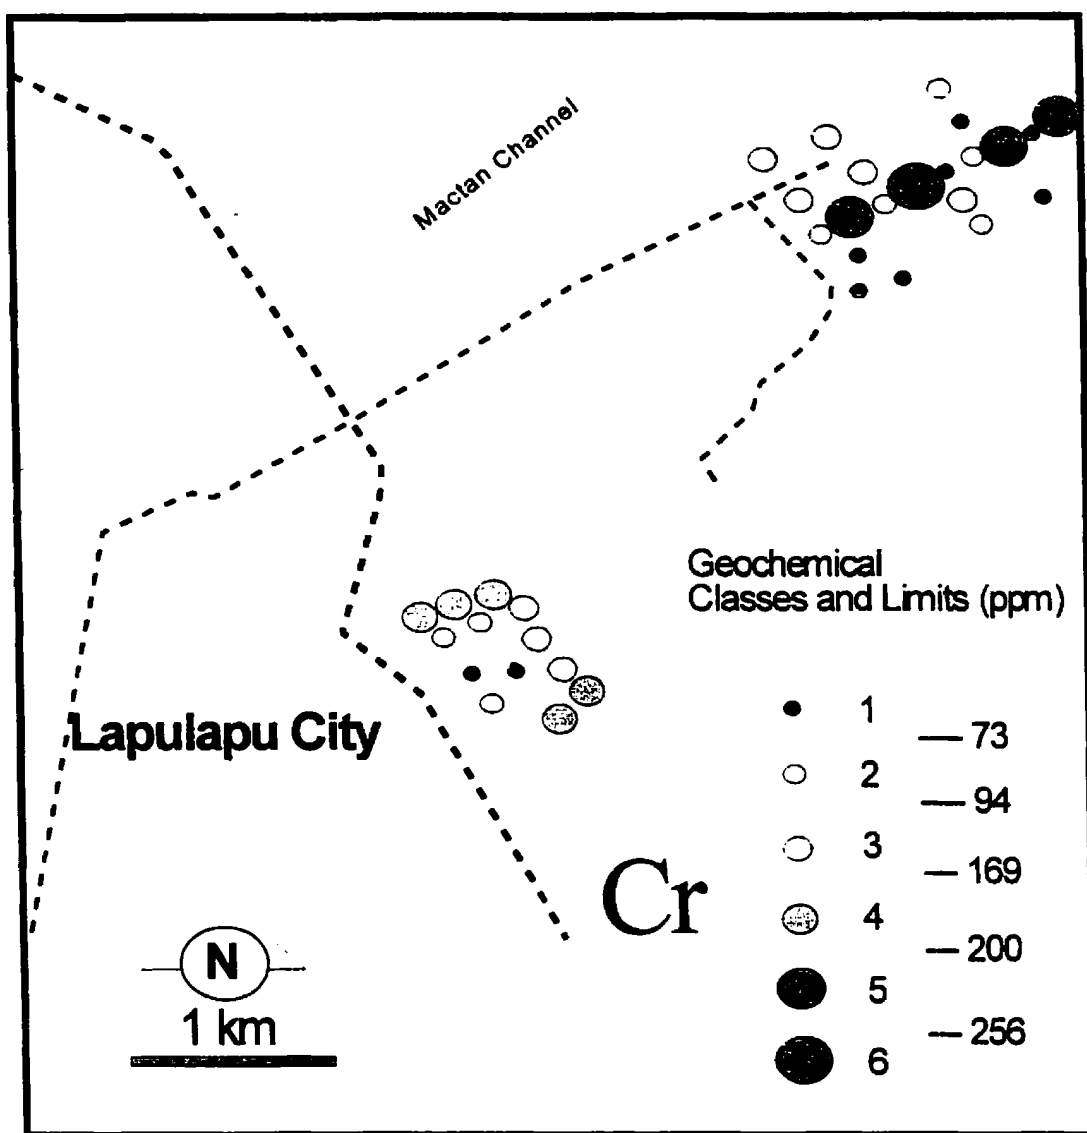 Mactan Channel
Geochemical
Classes and Limits (ppm)
1
73
2
94
3
169
4
200
5
256
6
Lapulapu City
Cr
N
1 km